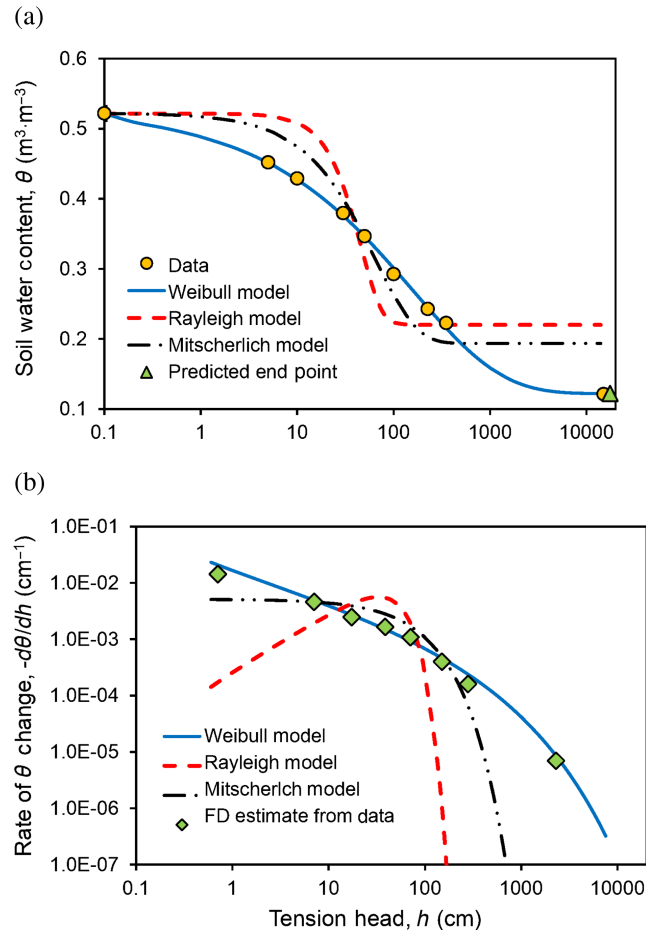 (a)
Soil water content, θ (m³·m⁻³)
0.6
0.5
0.4
0.3
0.2
0.1
Data
Weibull model
Rayleigh model
Mitscherlich model
Predicted end point
0.1 1 10 100 1000 10000
(b)
Rate of θ change, -dθ/dh (cm⁻¹)
1.0E-01
1.0E-02
1.0E-03
1.0E-04
1.0E-05
1.0E-06
1.0E-07
Weibull model
Rayleigh model
Mitscherlch model
FD estimate from data
0.1 1 10 100 1000 10000
Tension head, h (cm)